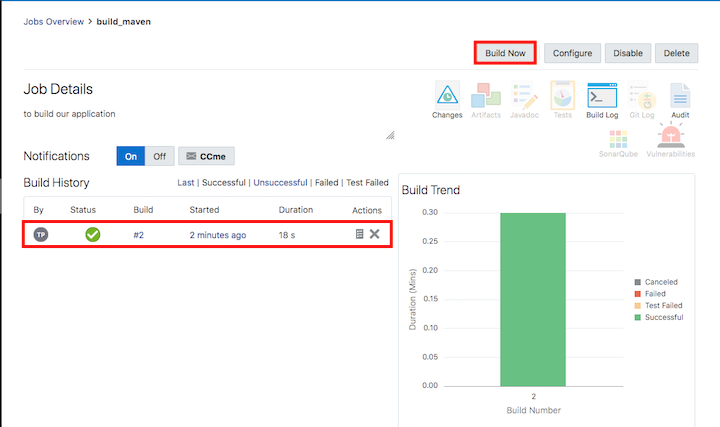 Jobs Overview > build_maven
Build Now Configure Disable Delete
Job Details
to build our application
Changes Artifacts Javadoc Tests Build Log Git Log Audit
SonarQube Vulnerabilities
Notifications On Off CCme
Build History Last | Successful | Unsuccessful | Failed | Test Failed
By Status Build Started Duration Actions
TP #2 2 minutes ago 18 s
Build Trend
0.30
0.25
0.20
0.15
0.10
0.05
0.00
Duration (Mins)
2
Build Number
Canceled
Failed
Test Failed
Successful